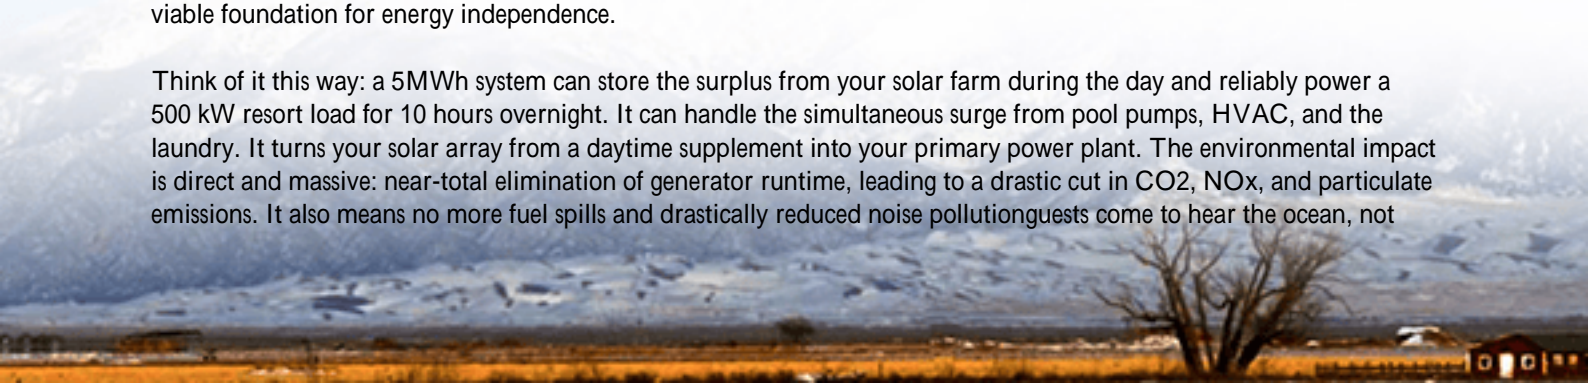 viable foundation for energy independence.
Think of it this way: a 5MWh system can store the surplus from your solar farm during the day and reliably power a
500 kW resort load for 10 hours overnight. It can handle the simultaneous surge from pool pumps, HVAC, and the
laundry. It turns your solar array from a daytime supplement into your primary power plant. The environmental impact
is direct and massive: near-total elimination of generator runtime, leading to a drastic cut in CO2, NOx, and particulate
emissions. It also means no more fuel spills and drastically reduced noise pollutionguests come to hear the ocean, not